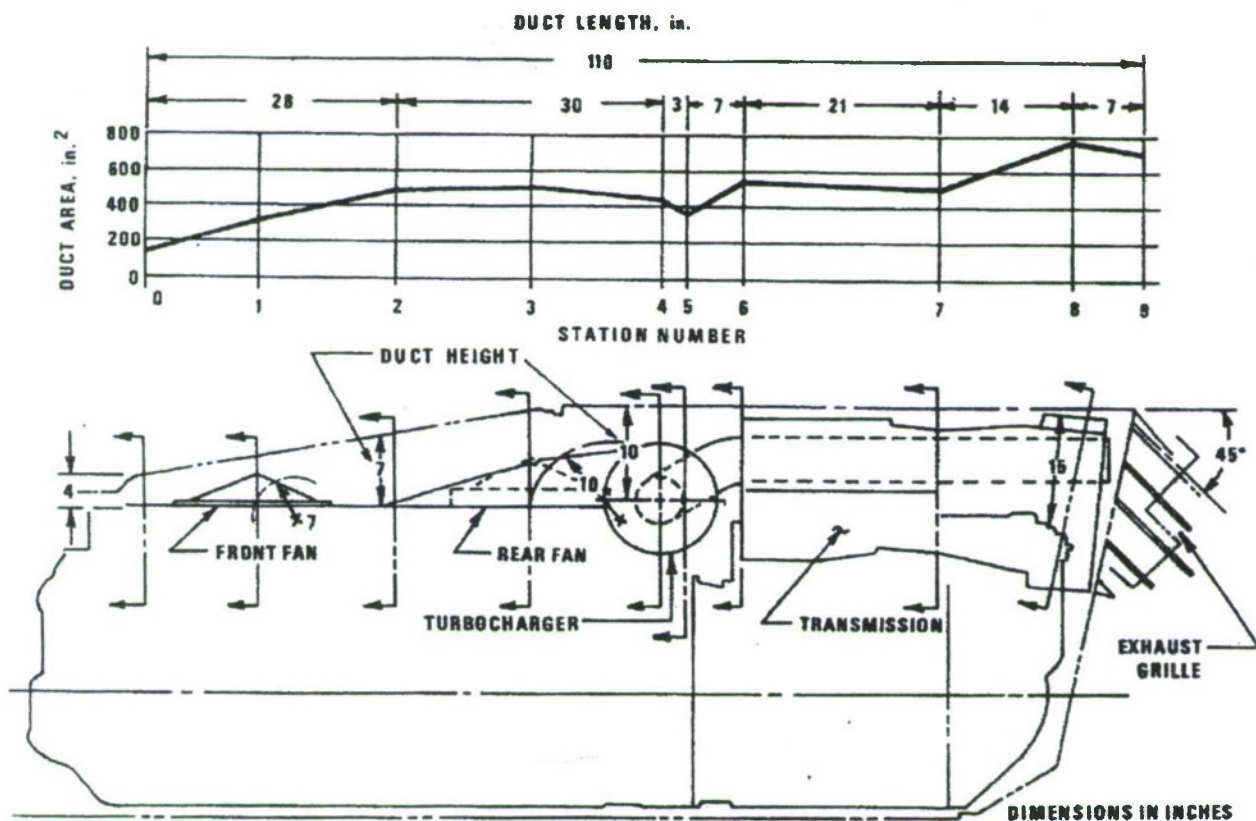 DUCT LENGTH, in.
110
28 30 3 7 21 14 7
DUCT AREA, in.²
800
600
400
200
0
0 1 2 3 4 5 6 7 8 9
STATION NUMBER
DUCT HEIGHT
4
7
7
10
10
15
45°
FRONT FAN
REAR FAN
TURBOCHARGER
TRANSMISSION
EXHAUST
GRILLE
DIMENSIONS IN INCHES